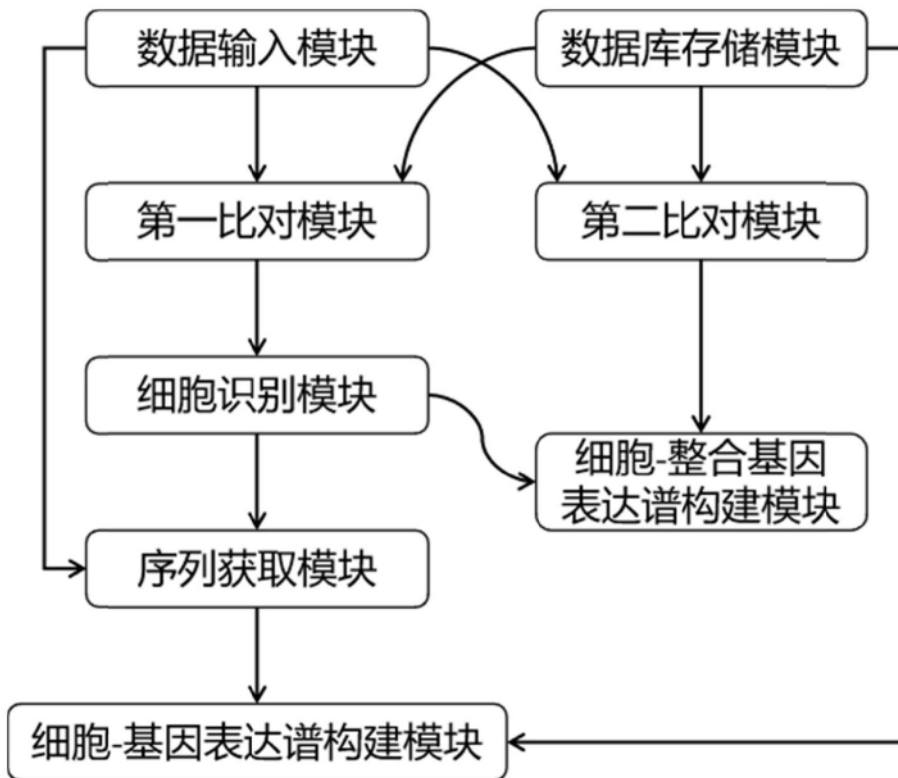 数据输入模块
数据库存储模块
第一比对模块
第二比对模块
细胞识别模块
细胞-整合基因
表达谱构建模块
序列获取模块
细胞-基因表达谱构建模块